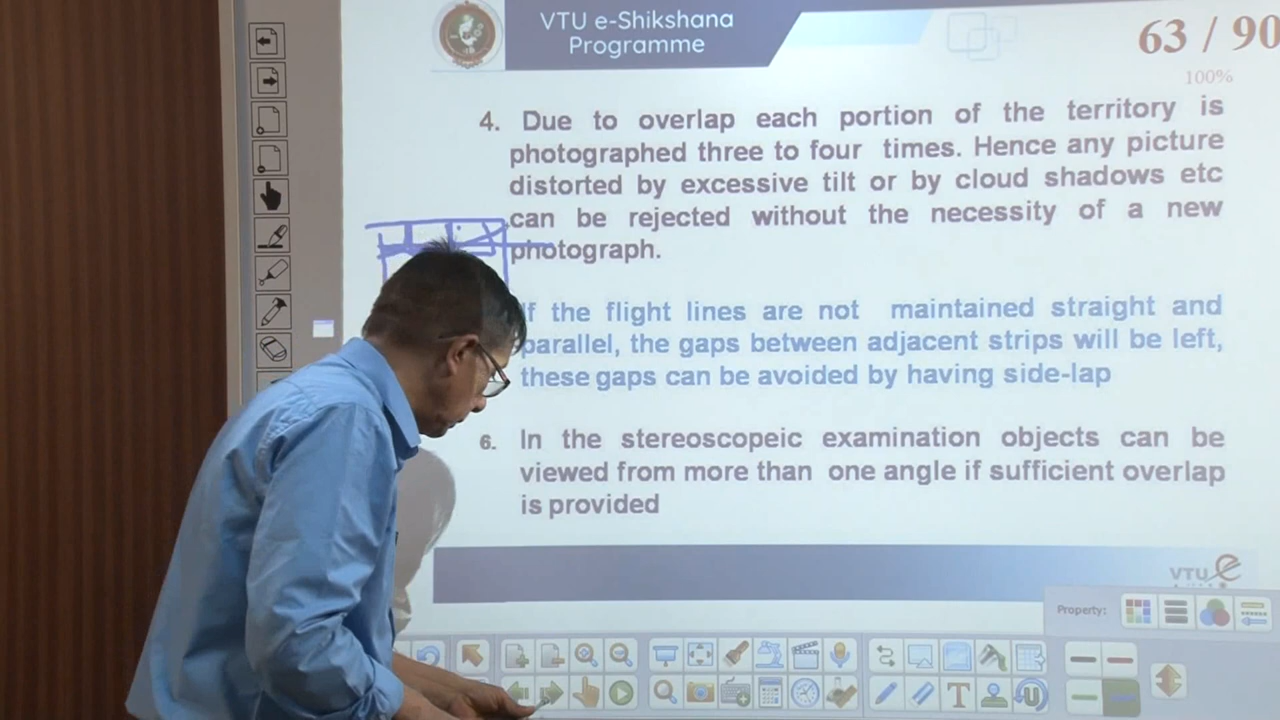 VTU e-Shikshana
Programme
63 / 90
100%
4. Due to overlap each portion of the territory is
photographed three to four times. Hence any picture
distorted by excessive tilt or by cloud shadows etc
can be rejected without the necessity of a new
photograph.
If the flight lines are not maintained straight and
parallel, the gaps between adjacent strips will be left,
these gaps can be avoided by having side-lap
6. In the stereoscopeic examination objects can be
viewed from more than one angle if sufficient overlap
is provided
VTU e
Property: